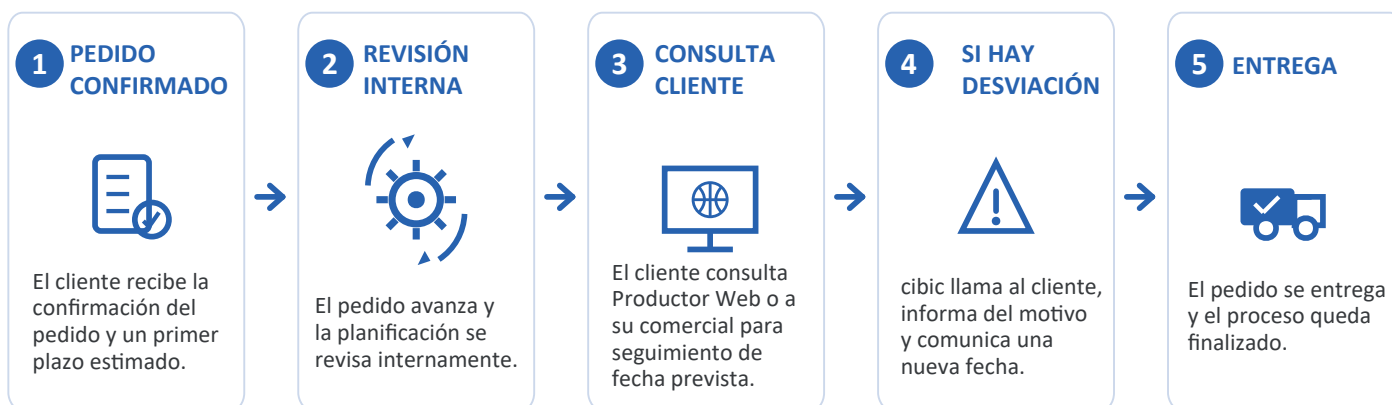 1 PEDIDO
CONFIRMADO
El cliente recibe la
confirmación del
pedido y un primer
plazo estimado.
2 REVISIÓN
INTERNA
El pedido avanza y
la planificación se
revisa internamente.
3 CONSULTA
CLIENTE
El cliente consulta
Productor Web o a
su comercial para
seguimiento de
fecha prevista.
4 SI HAY
DESVIACIÓN
cibic llama al cliente,
informa del motivo
y comunica una
nueva fecha.
5 ENTREGA
El pedido se entrega
y el proceso queda
finalizado.